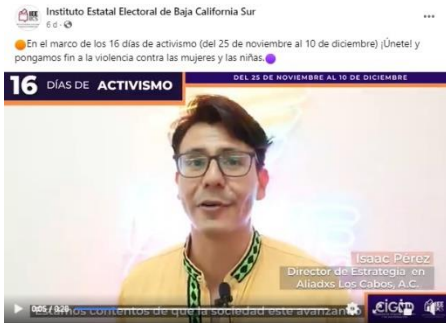 Instituto Estatal Electoral de Baja California Sur
6 d ·
En el marco de los 16 días de activismo (del 25 de noviembre al 10 de diciembre) ¡Únete! y
pongamos fin a la violencia contra las mujeres y las niñas.
16 DÍAS DE ACTIVISMO
DEL 25 DE NOVIEMBRE AL 10 DE DICIEMBRE
Isaac Pérez
Director de Estrategia en
Aliadxs Los Cabos, A.C.
0:05 / 0:20
Estamos contentos de que la sociedad este avanzando